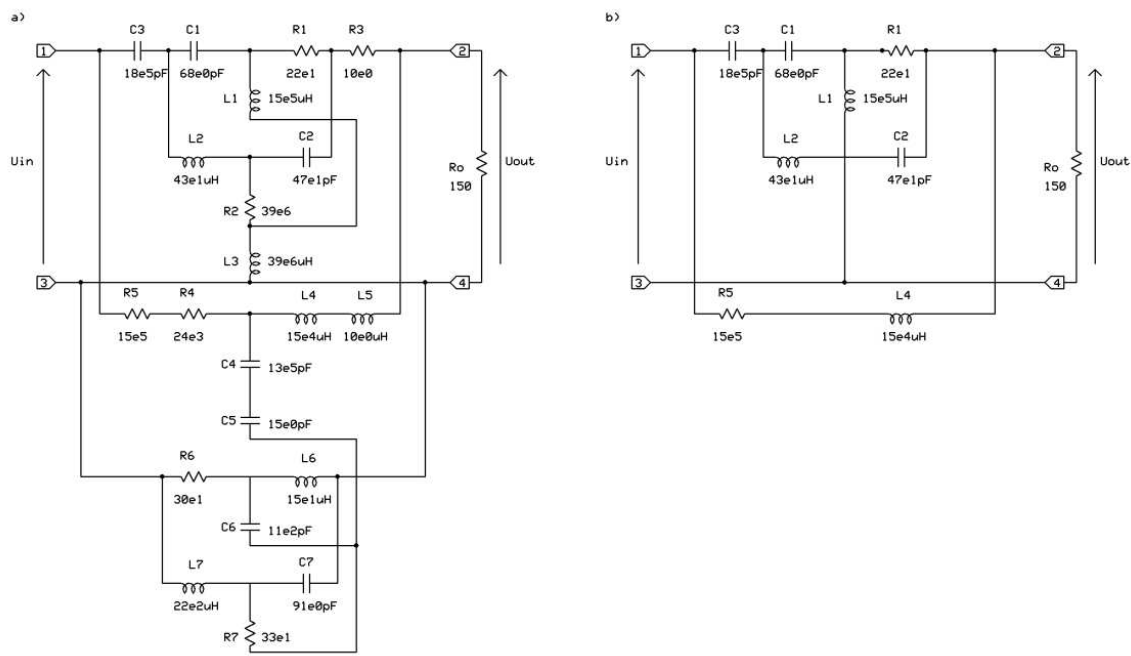 a)
b)
C3 C1 R1 R3
C3 C1 R1
1
2
1
2
18e5pF 68e0pF 22e1 10e0
18e5pF 68e0pF 22e1
L1 15e5uH
L1 15e5uH
L2 C2
L2 C2
Uin
Ro
150
Uout
Uin
Ro
150
Uout
43e1uH 47e1pF
43e1uH 47e1pF
R2 39e6
L3 39e6uH
3
4
3
4
R5 R4 L4 L5
R5 L4
15e5 24e3 15e4uH 10e0uH
15e5 15e4uH
C4 13e5pF
C5 15e0pF
R6 L6
30e1 15e1uH
C6 11e2pF
L7 C7
22e2uH 91e0pF
R7 33e1